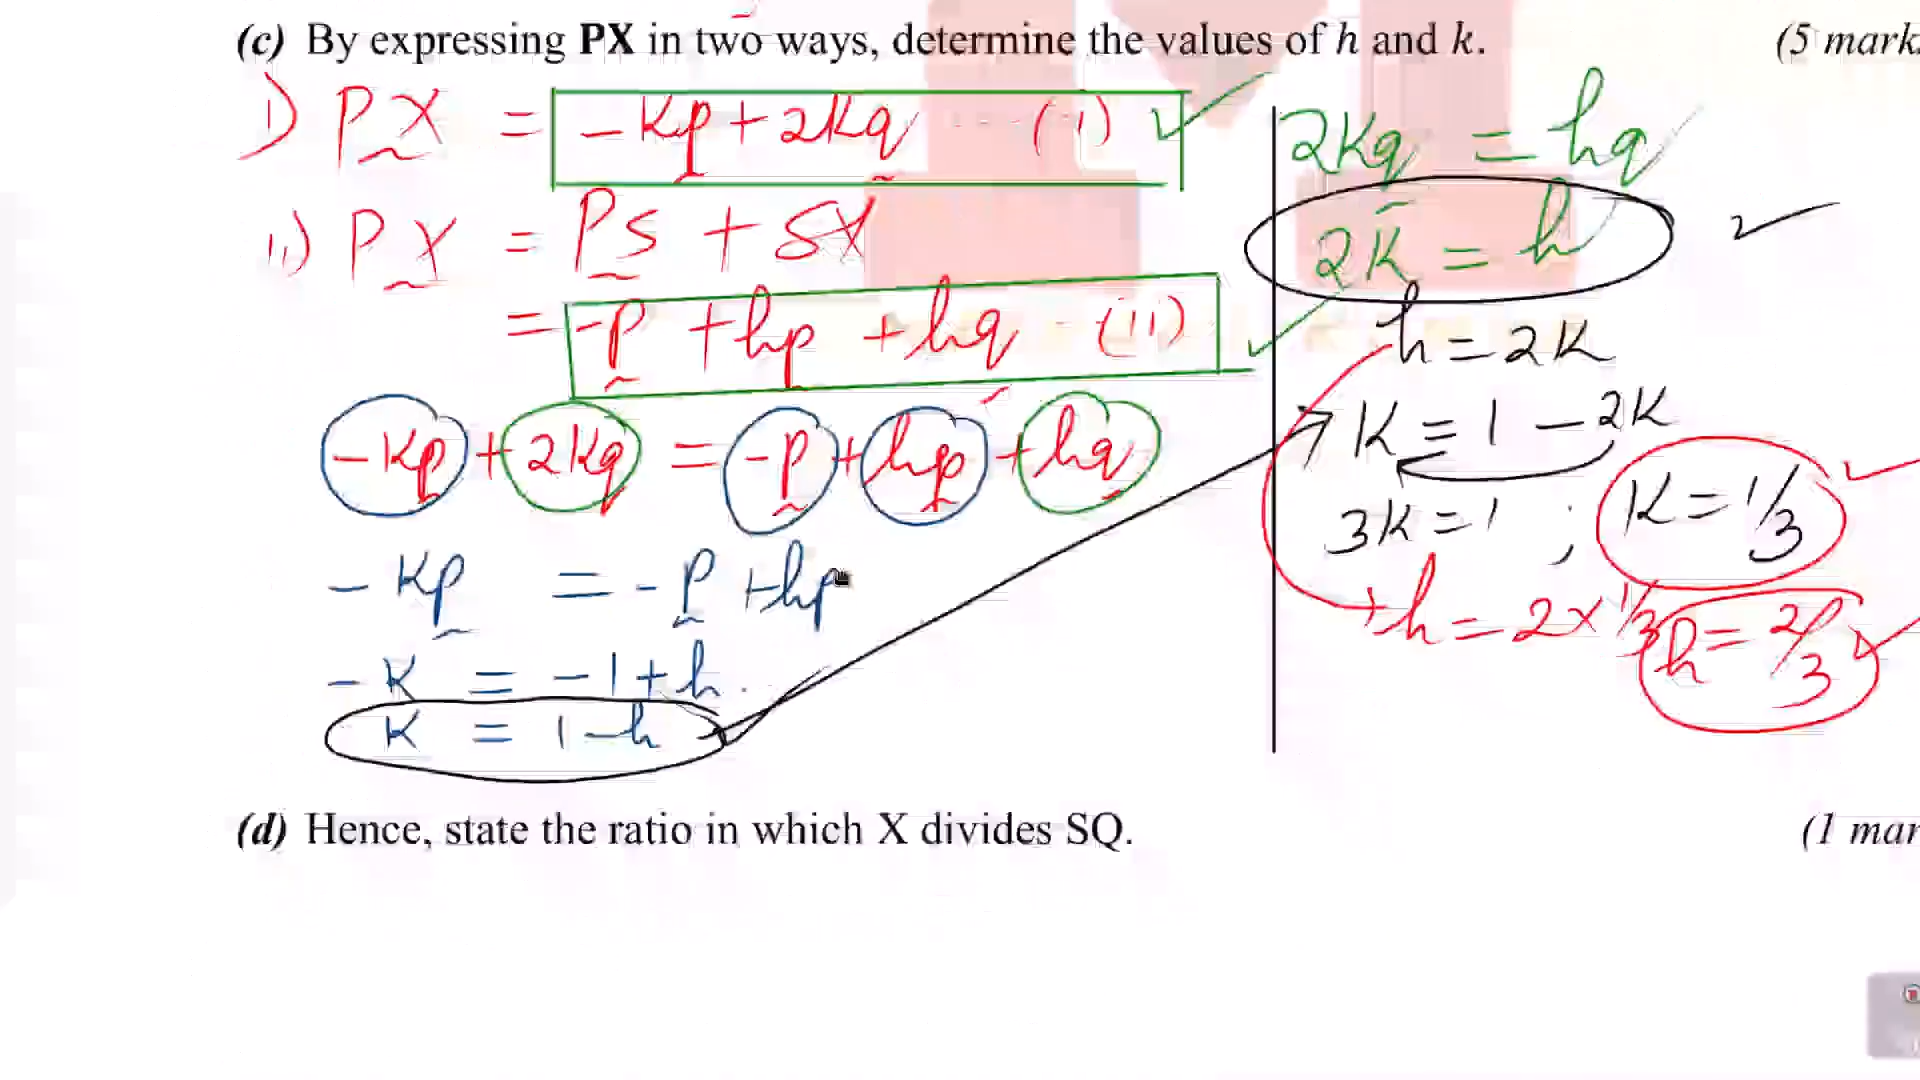 (c) By expressing PX in two ways, determine the values of h and k. (5 mark
i) PX = -Kp + 2Kq - - - (i)
ii) PX = PS + SX
= -p + hp + hq - (ii)
-Kp + 2Kq = -p + hp + hq
-Kp = -p + hp
-K = -1 + h
K = 1 - h
2Kq = hq
2K = h
h = 2K
K = 1 - 2K
3K = 1 ; K = 1/3
h = 2 x 1/3 h = 2/3
(d) Hence, state the ratio in which X divides SQ. (1 mar